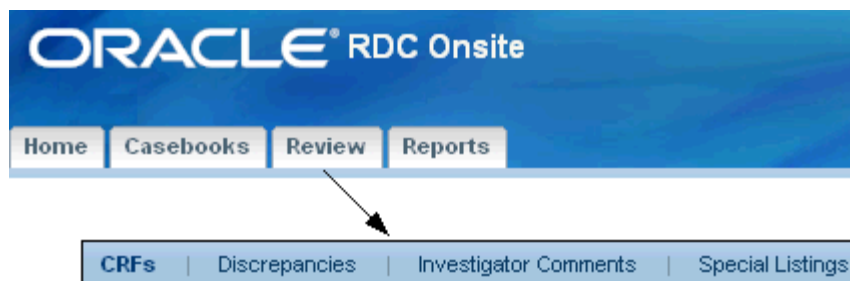 ORACLE® RDC Onsite
Home Casebooks Review Reports
CRFs | Discrepancies | Investigator Comments | Special Listings